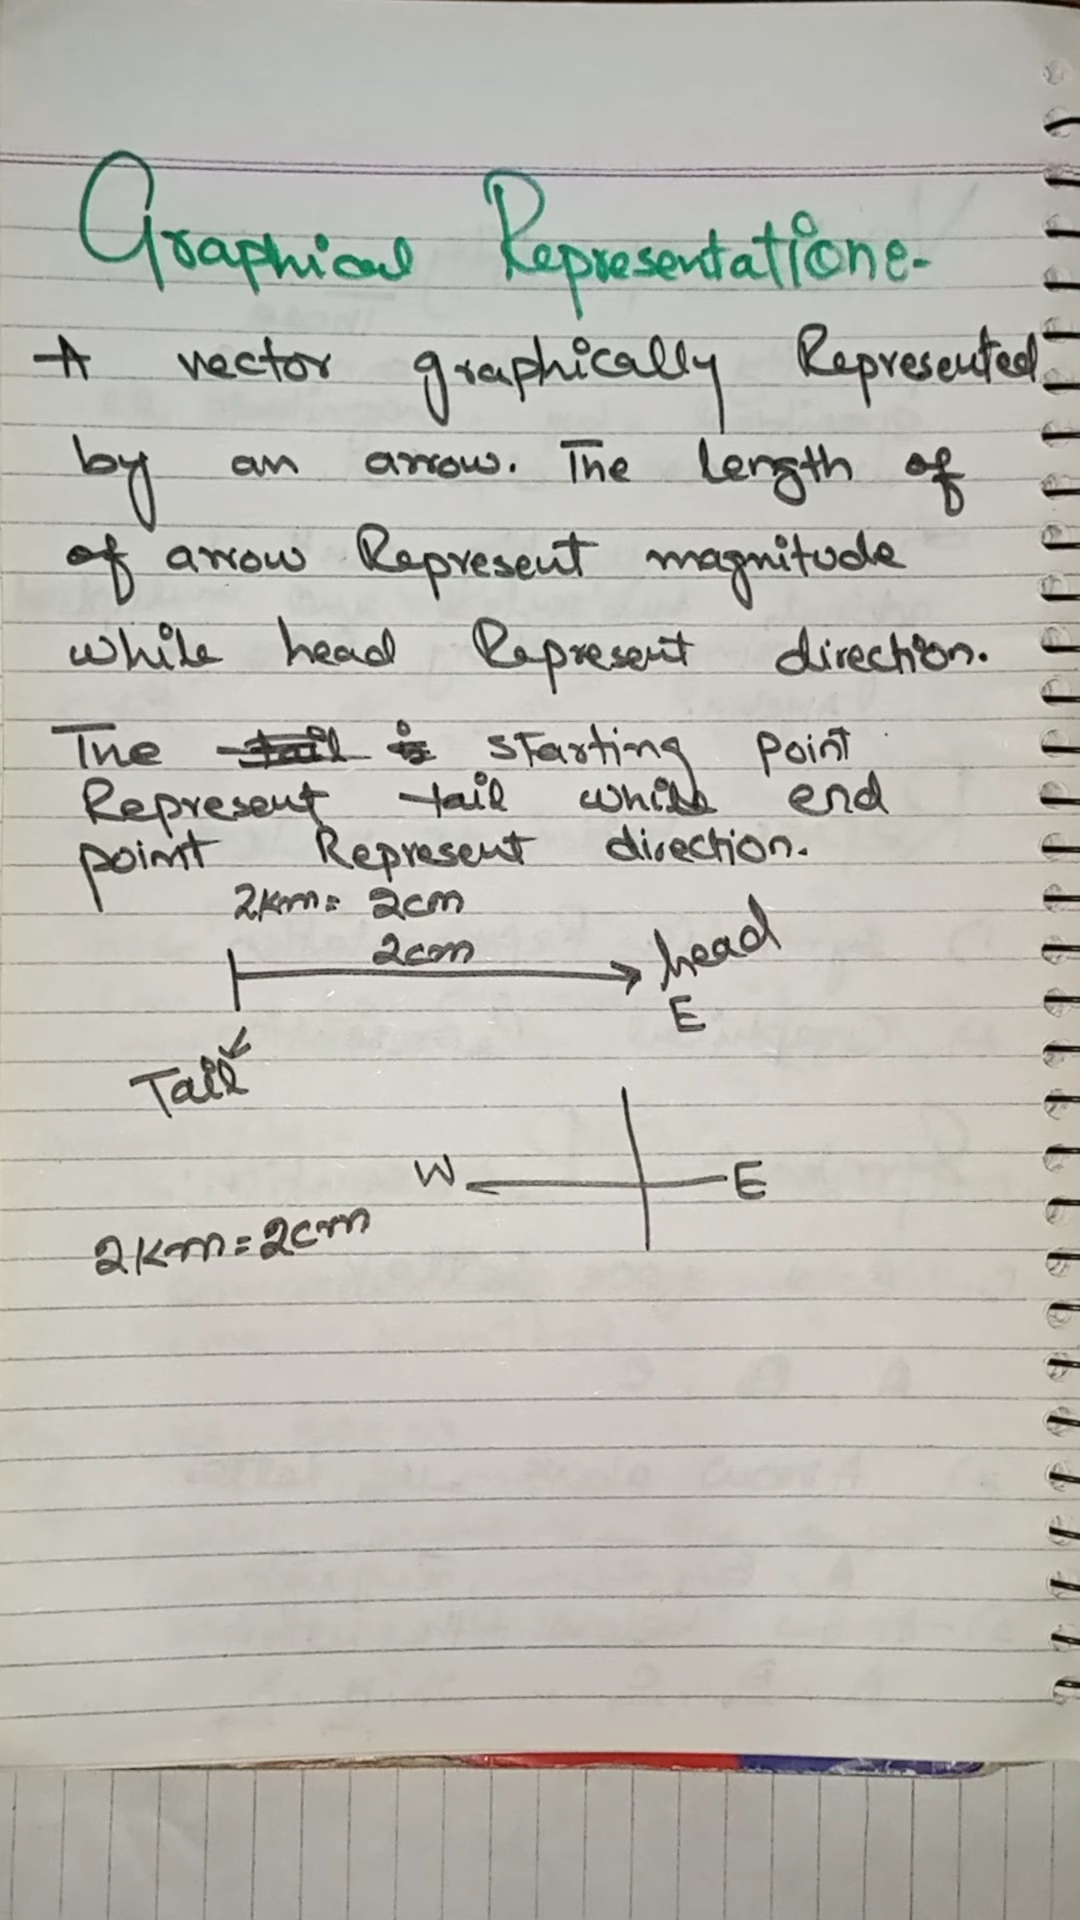 Graphical Representatione-
A vector graphically Represented
by an arrow. The length of
of arrow Represent magnitude
while head Represent direction.
The starting point
Represent tail while end
point Represent direction.
2km= 2cm
2cm
head
E
Tail
W E
2km=2cm